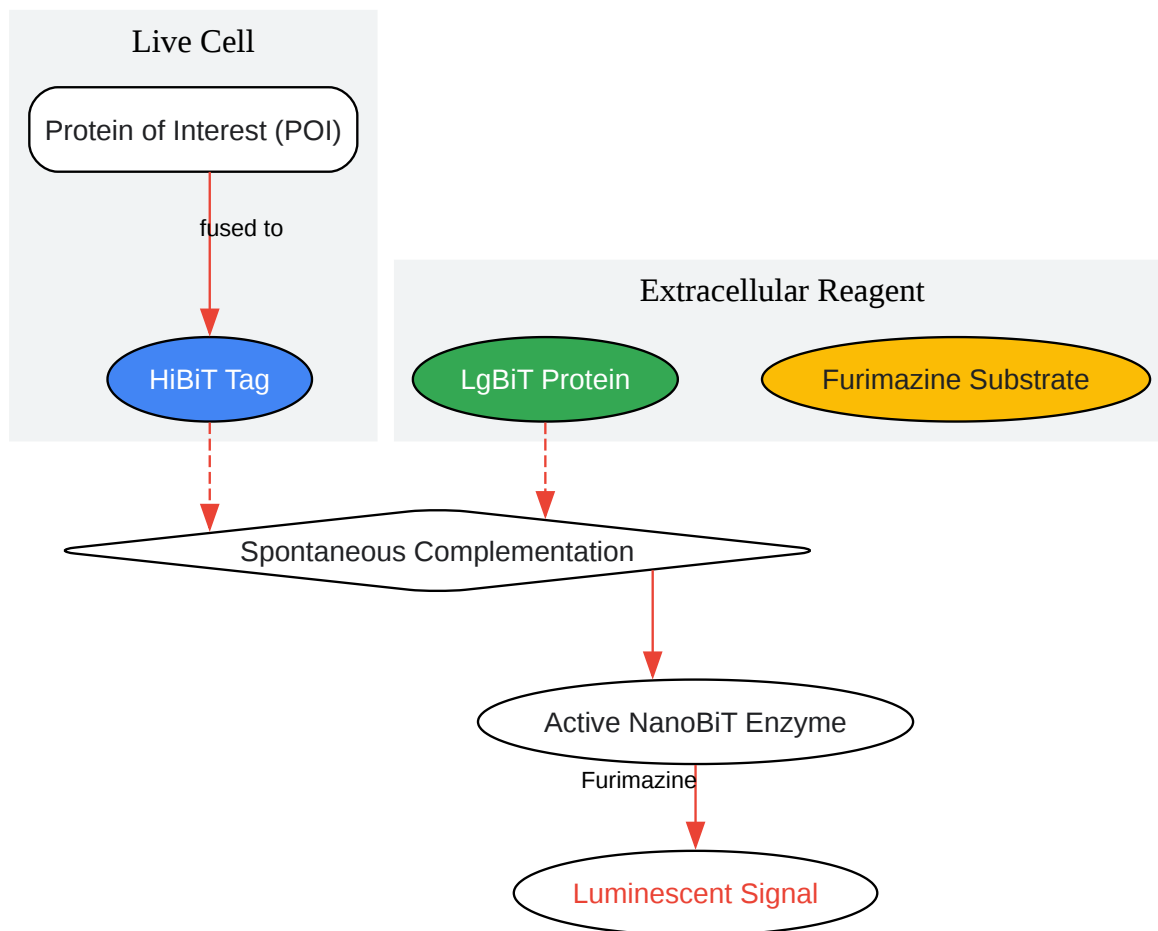 Live Cell
Protein of Interest (POI)
fused to
Extracellular Reagent
HiBiT Tag
LgBiT Protein
Furimazine Substrate
Spontaneous Complementation
Active NanoBiT Enzyme
Furimazine
Luminescent Signal